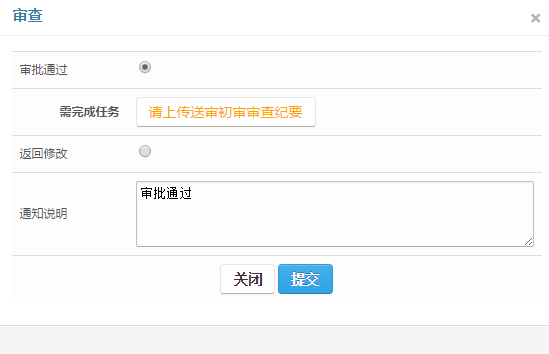 审查
×
审批通过
需完成任务 请上传送审初审审查纪要
返回修改
通知说明 审批通过
关闭 提交